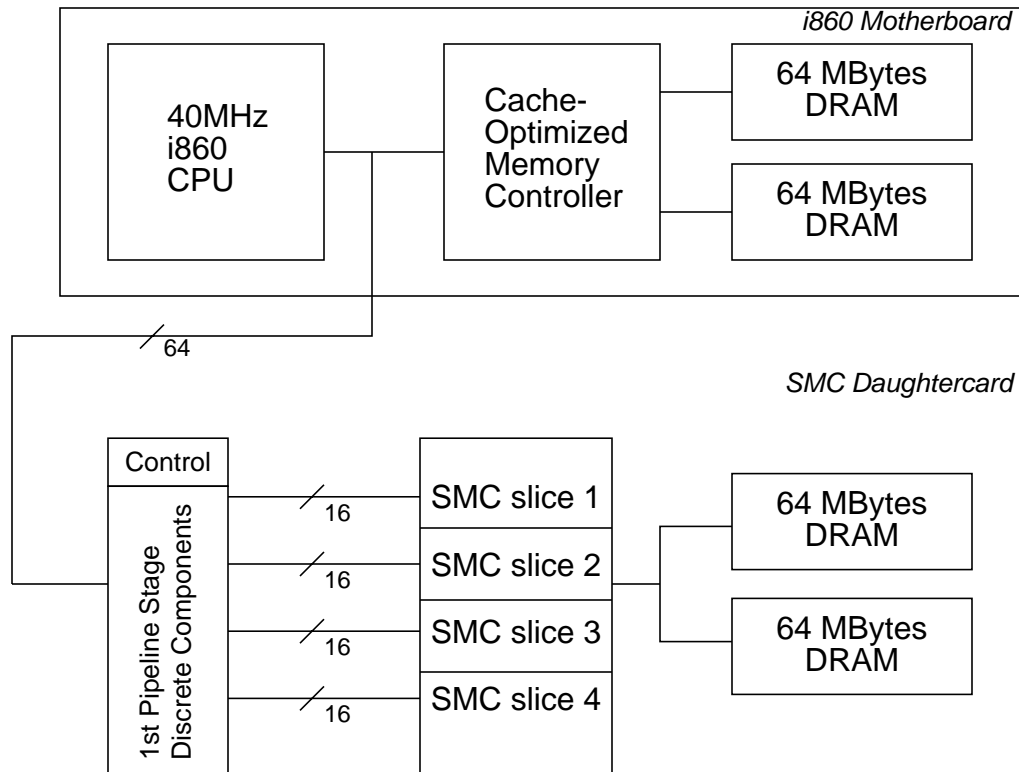 i860 Motherboard
40MHz
i860
CPU
Cache-
Optimized
Memory
Controller
64 MBytes
DRAM
64 MBytes
DRAM
64
SMC Daughtercard
Control
1st Pipeline Stage
Discrete Components
16
16
16
16
SMC slice 1
SMC slice 2
SMC slice 3
SMC slice 4
64 MBytes
DRAM
64 MBytes
DRAM